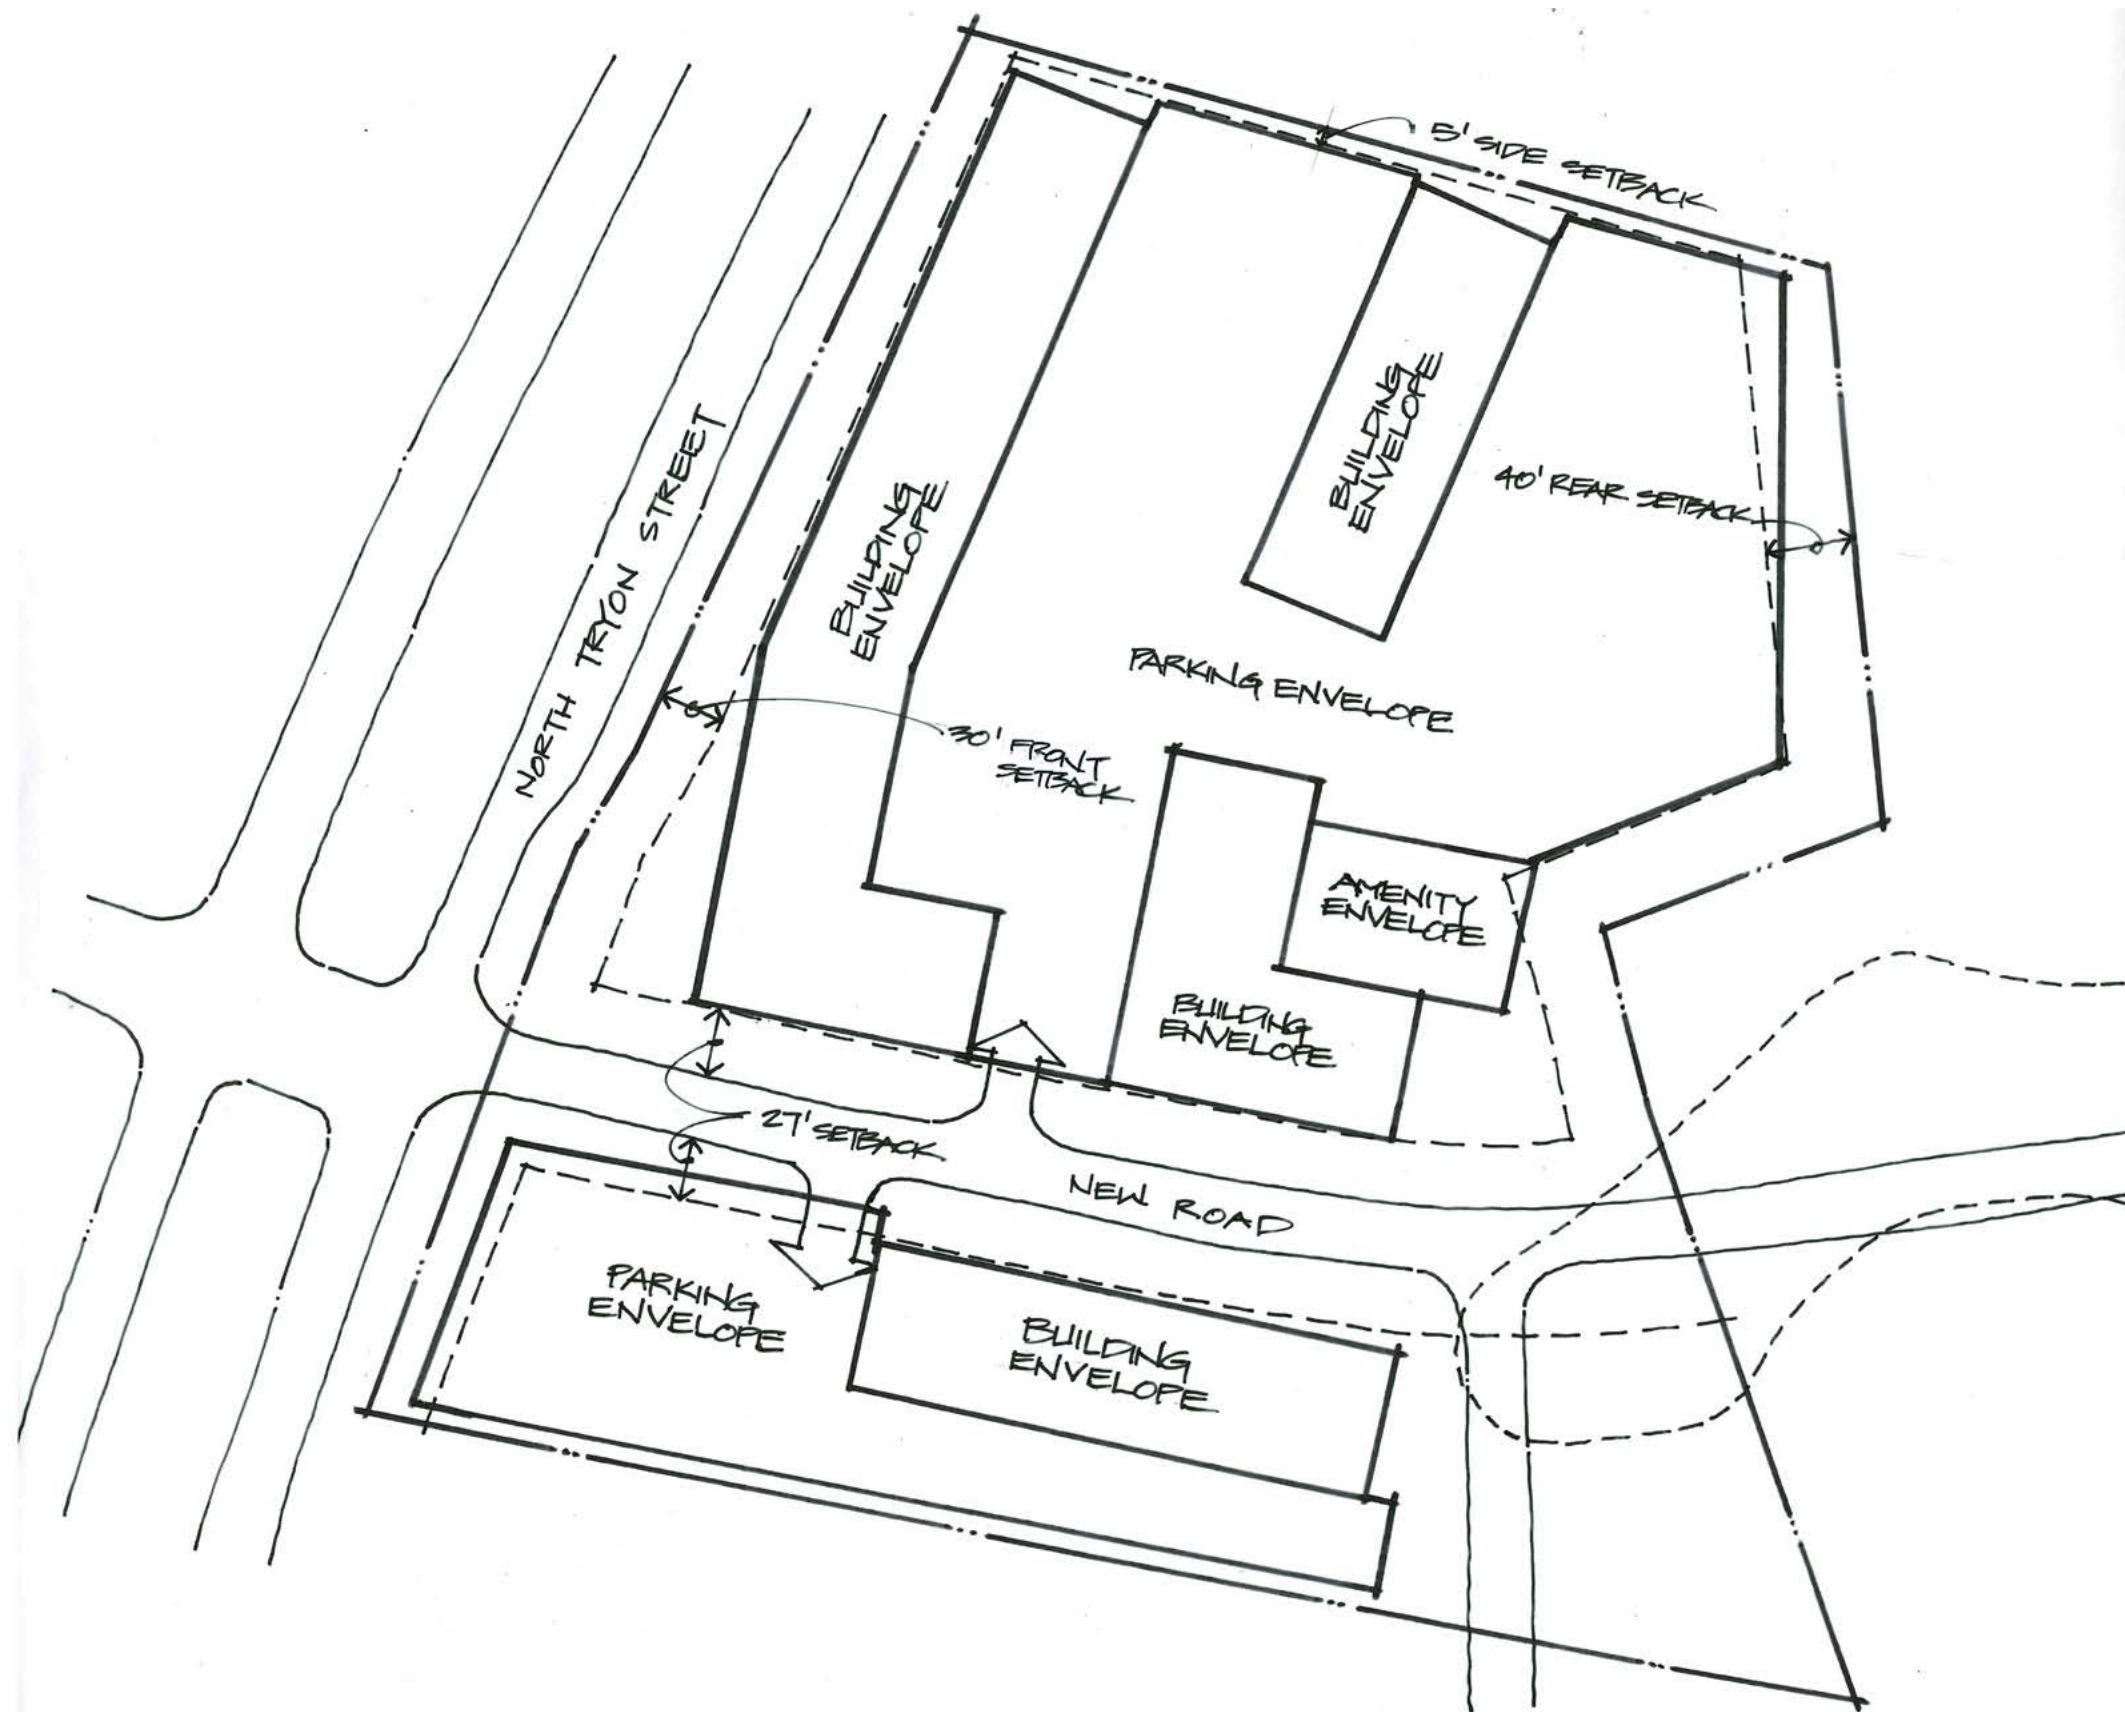 5' SIDE SETBACK
BUILDING
ENVELOPE
40' REAR SETBACK
NORTH TRYON STREET
BUILDING
ENVELOPE
PARKING ENVELOPE
30' FRONT
SETBACK
AMENITY
ENVELOPE
BUILDING
ENVELOPE
27' SETBACK
NEW ROAD
PARKING
ENVELOPE
BUILDING
ENVELOPE